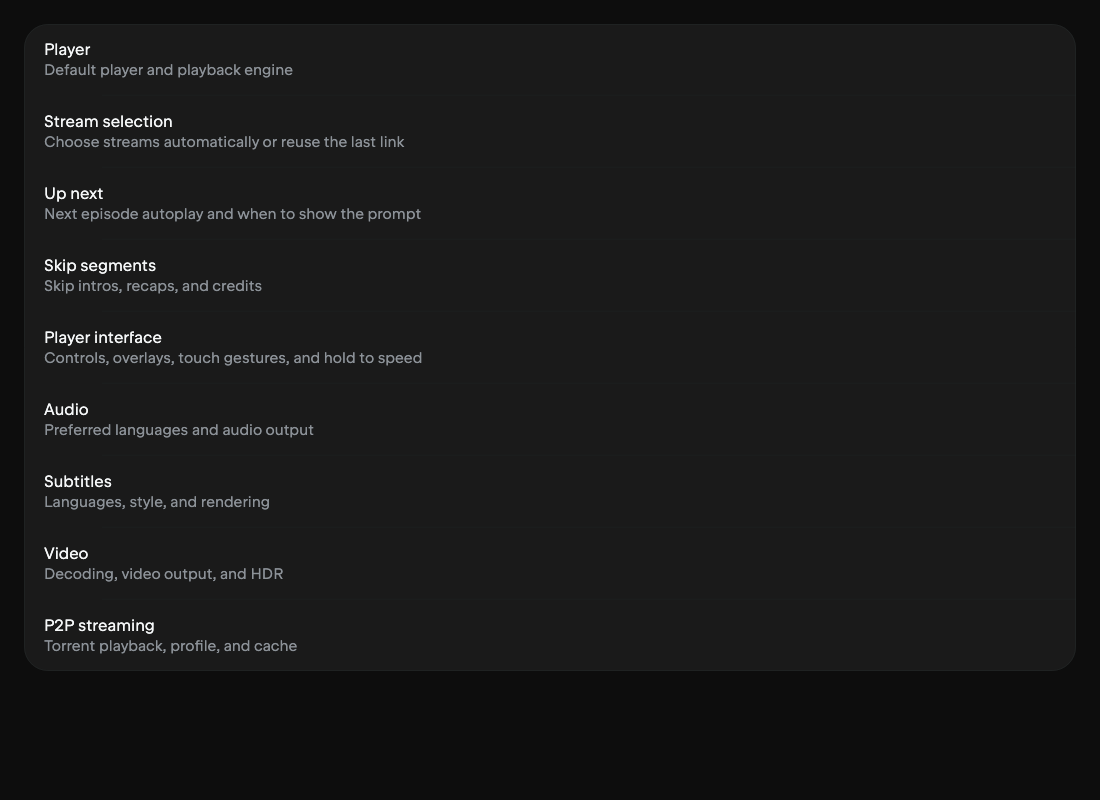 Player
Default player and playback engine
Stream selection
Choose streams automatically or reuse the last link
Up next
Next episode autoplay and when to show the prompt
Skip segments
Skip intros, recaps, and credits
Player interface
Controls, overlays, touch gestures, and hold to speed
Audio
Preferred languages and audio output
Subtitles
Languages, style, and rendering
Video
Decoding, video output, and HDR
P2P streaming
Torrent playback, profile, and cache